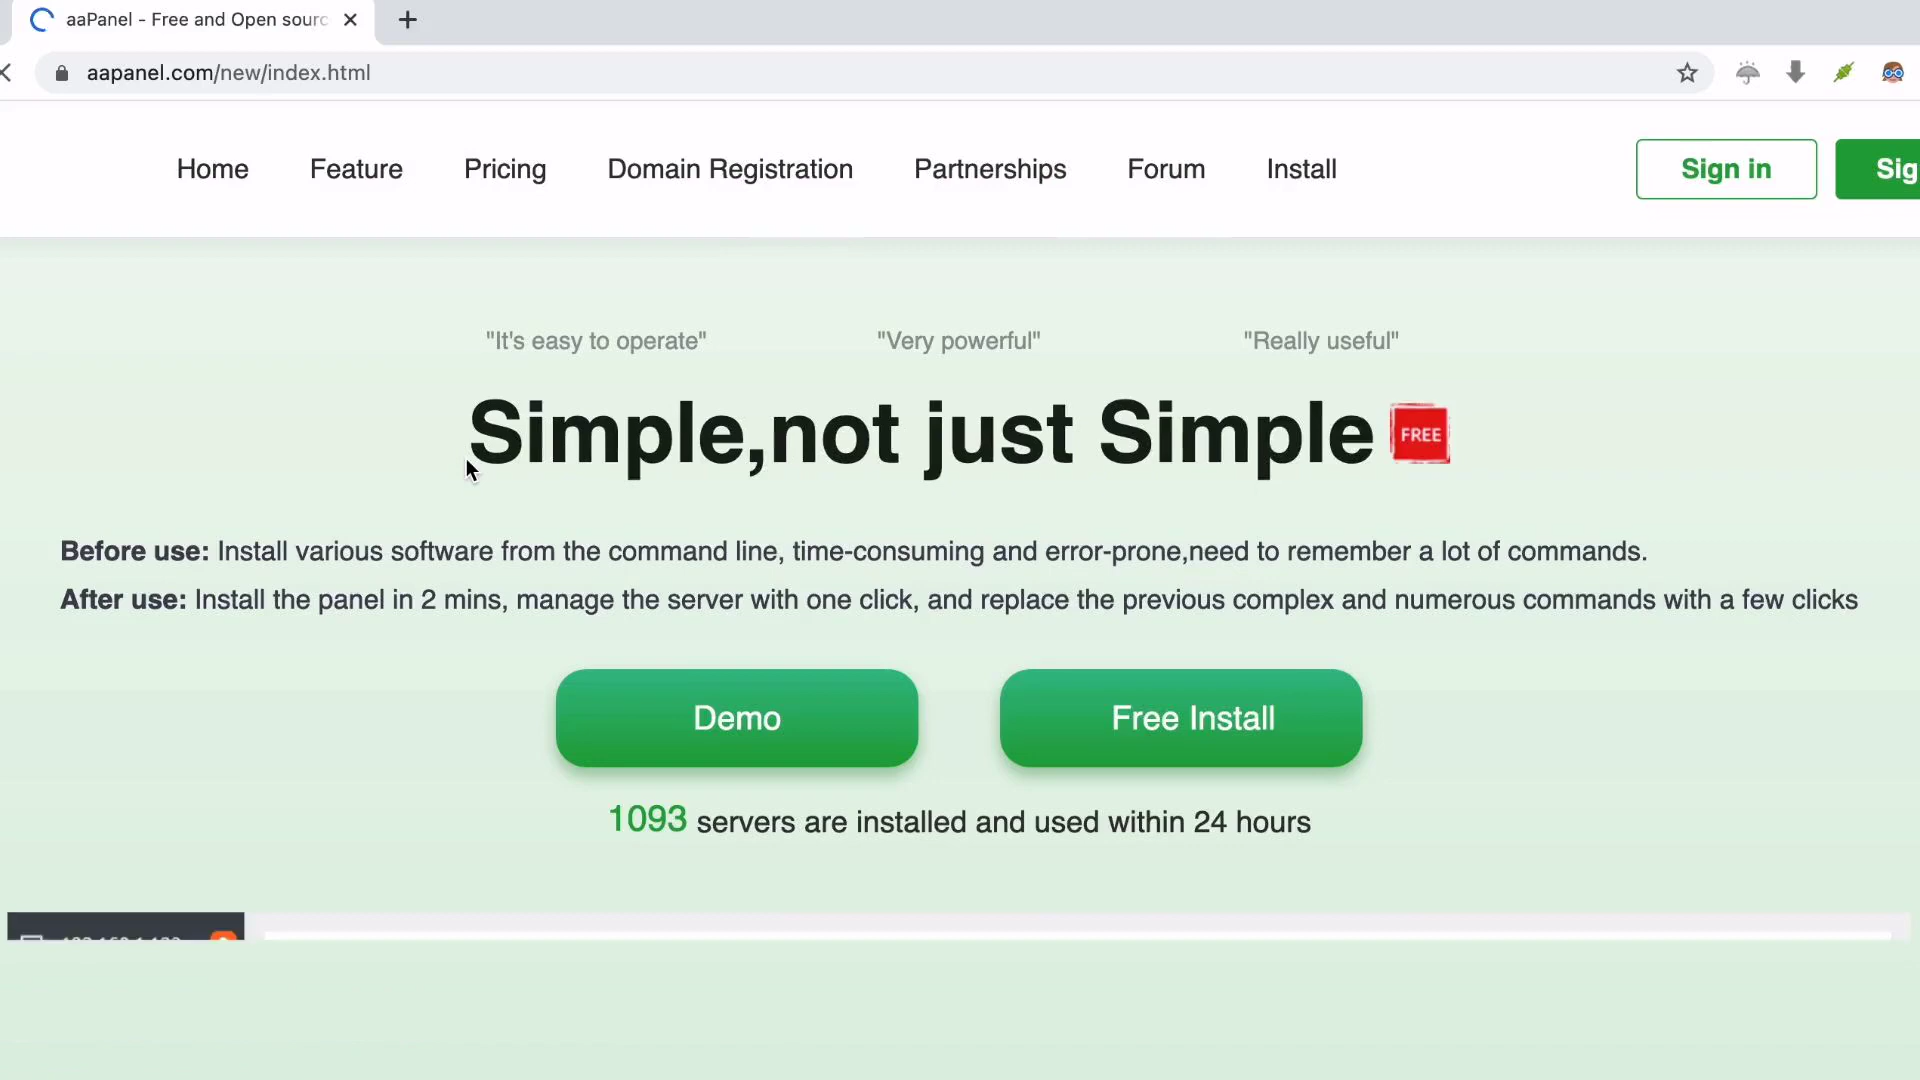 aaPanel - Free and Open sourc
aapanel.com/new/index.html
Home Feature Pricing Domain Registration Partnerships Forum Install Sign in Sig
"It's easy to operate" "Very powerful" "Really useful"
Simple,not just Simple FREE
Before use: Install various software from the command line, time-consuming and error-prone,need to remember a lot of commands.
After use: Install the panel in 2 mins, manage the server with one click, and replace the previous complex and numerous commands with a few clicks
Demo Free Install
1093 servers are installed and used within 24 hours